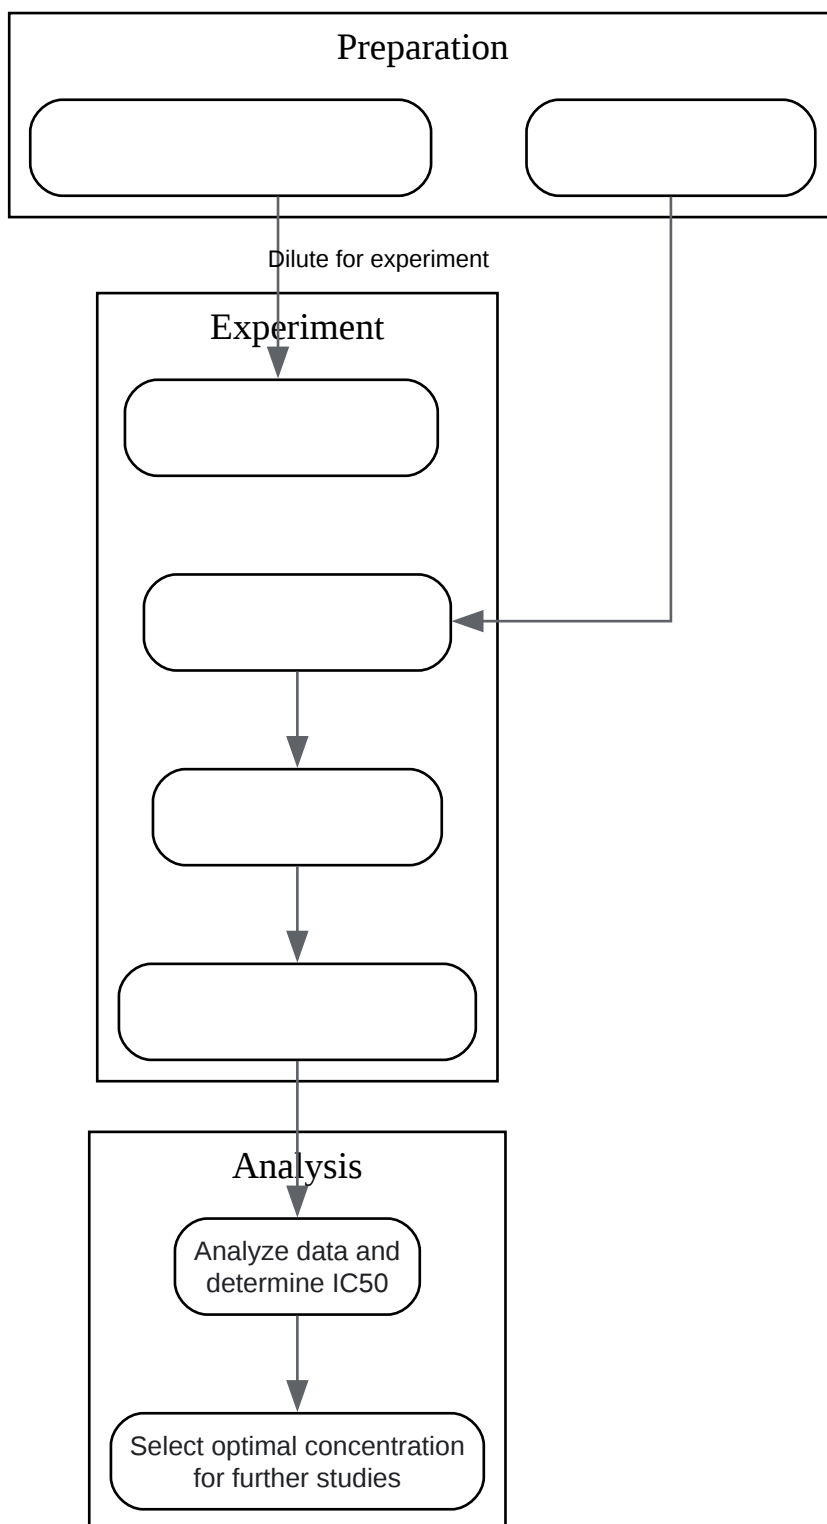 Preparation
Dilute for experiment
Experiment
Analysis
Analyze data and
determine IC50
Select optimal concentration
for further studies